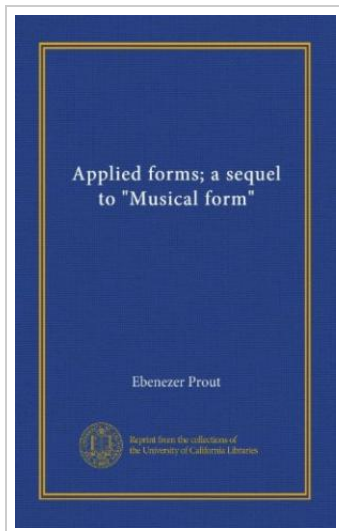 Applied forms; a sequel
to "Musical form"
Ebenezer Prout
Reprint from the collections of
the University of California Libraries